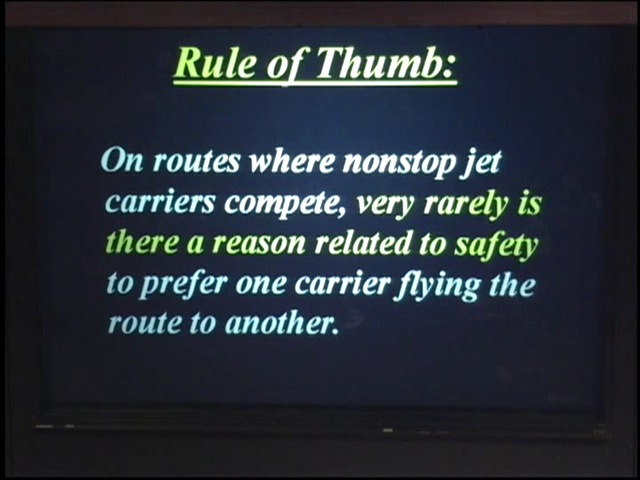 Rule of Thumb:
On routes where nonstop jet
carriers compete, very rarely is
there a reason related to safety
to prefer one carrier flying the
route to another.